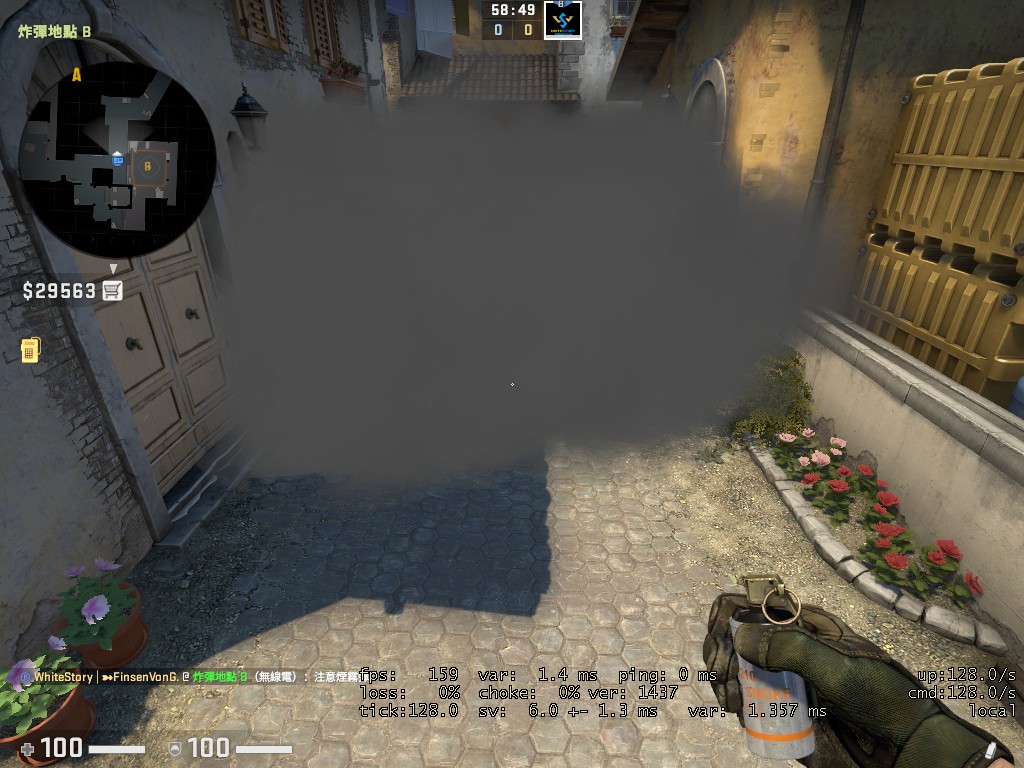 58:49
炸彈地點 B
0 0
A
B
B
$29563
SMOKE
WhiteStory | ➳FinsenVonG. @ 炸彈地點 B (無線電): 注意煙霧
fps: 159 var: 1.4 ms ping: 0 ms
loss: 0% choke: 0% ver: 1437
tick:128.0 sv: 6.0 +- 1.3 ms var: 1.357 ms
up:128.0/s
cmd:128.0/s
local
100 100